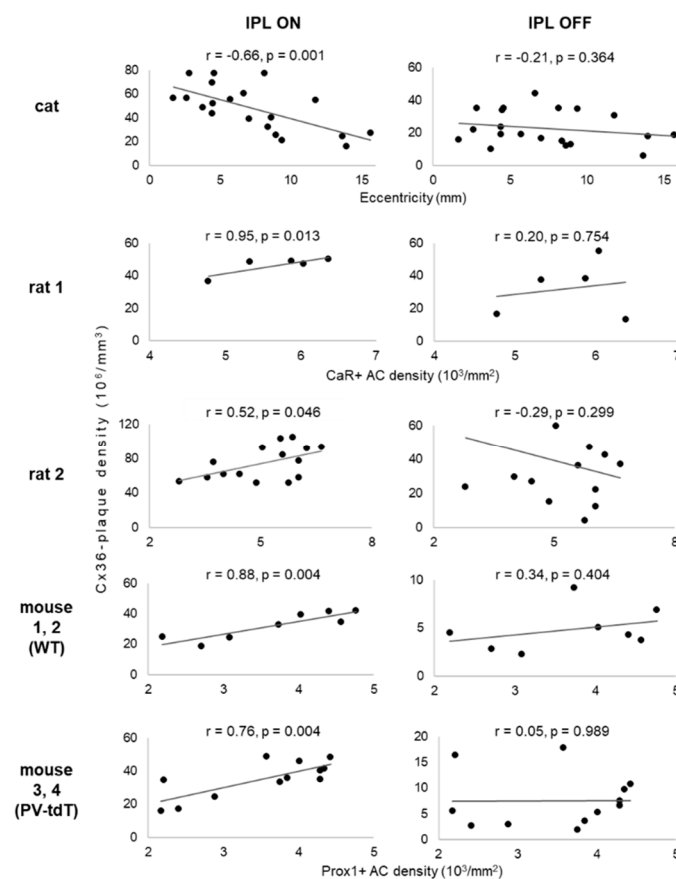 IPL ON IPL OFF
cat
r = -0.66, p = 0.001
80
60
40
20
0
0 5 10 15
r = -0.21, p = 0.364
80
60
40
20
0
0 5 10 15
Eccentricity (mm)
rat 1
r = 0.95, p = 0.013
60
40
20
0
4 5 6 7
r = 0.20, p = 0.754
60
40
20
0
4 5 6 7
CaR+ AC density (10³/mm²)
Cx36-plaque density (10⁶/mm³)
rat 2
r = 0.52, p = 0.046
120
80
40
0
2 4 6 8
r = -0.29, p = 0.299
60
40
20
0
2 4 6 8
mouse
1, 2
(WT)
r = 0.88, p = 0.004
60
40
20
0
2 3 4 5
r = 0.34, p = 0.404
10
5
0
2 3 4 5
mouse
3, 4
(PV-tdT)
r = 0.76, p = 0.004
60
40
20
0
2 3 4 5
r = 0.05, p = 0.989
20
15
10
5
0
2 3 4 5
Prox1+ AC density (10³/mm²)